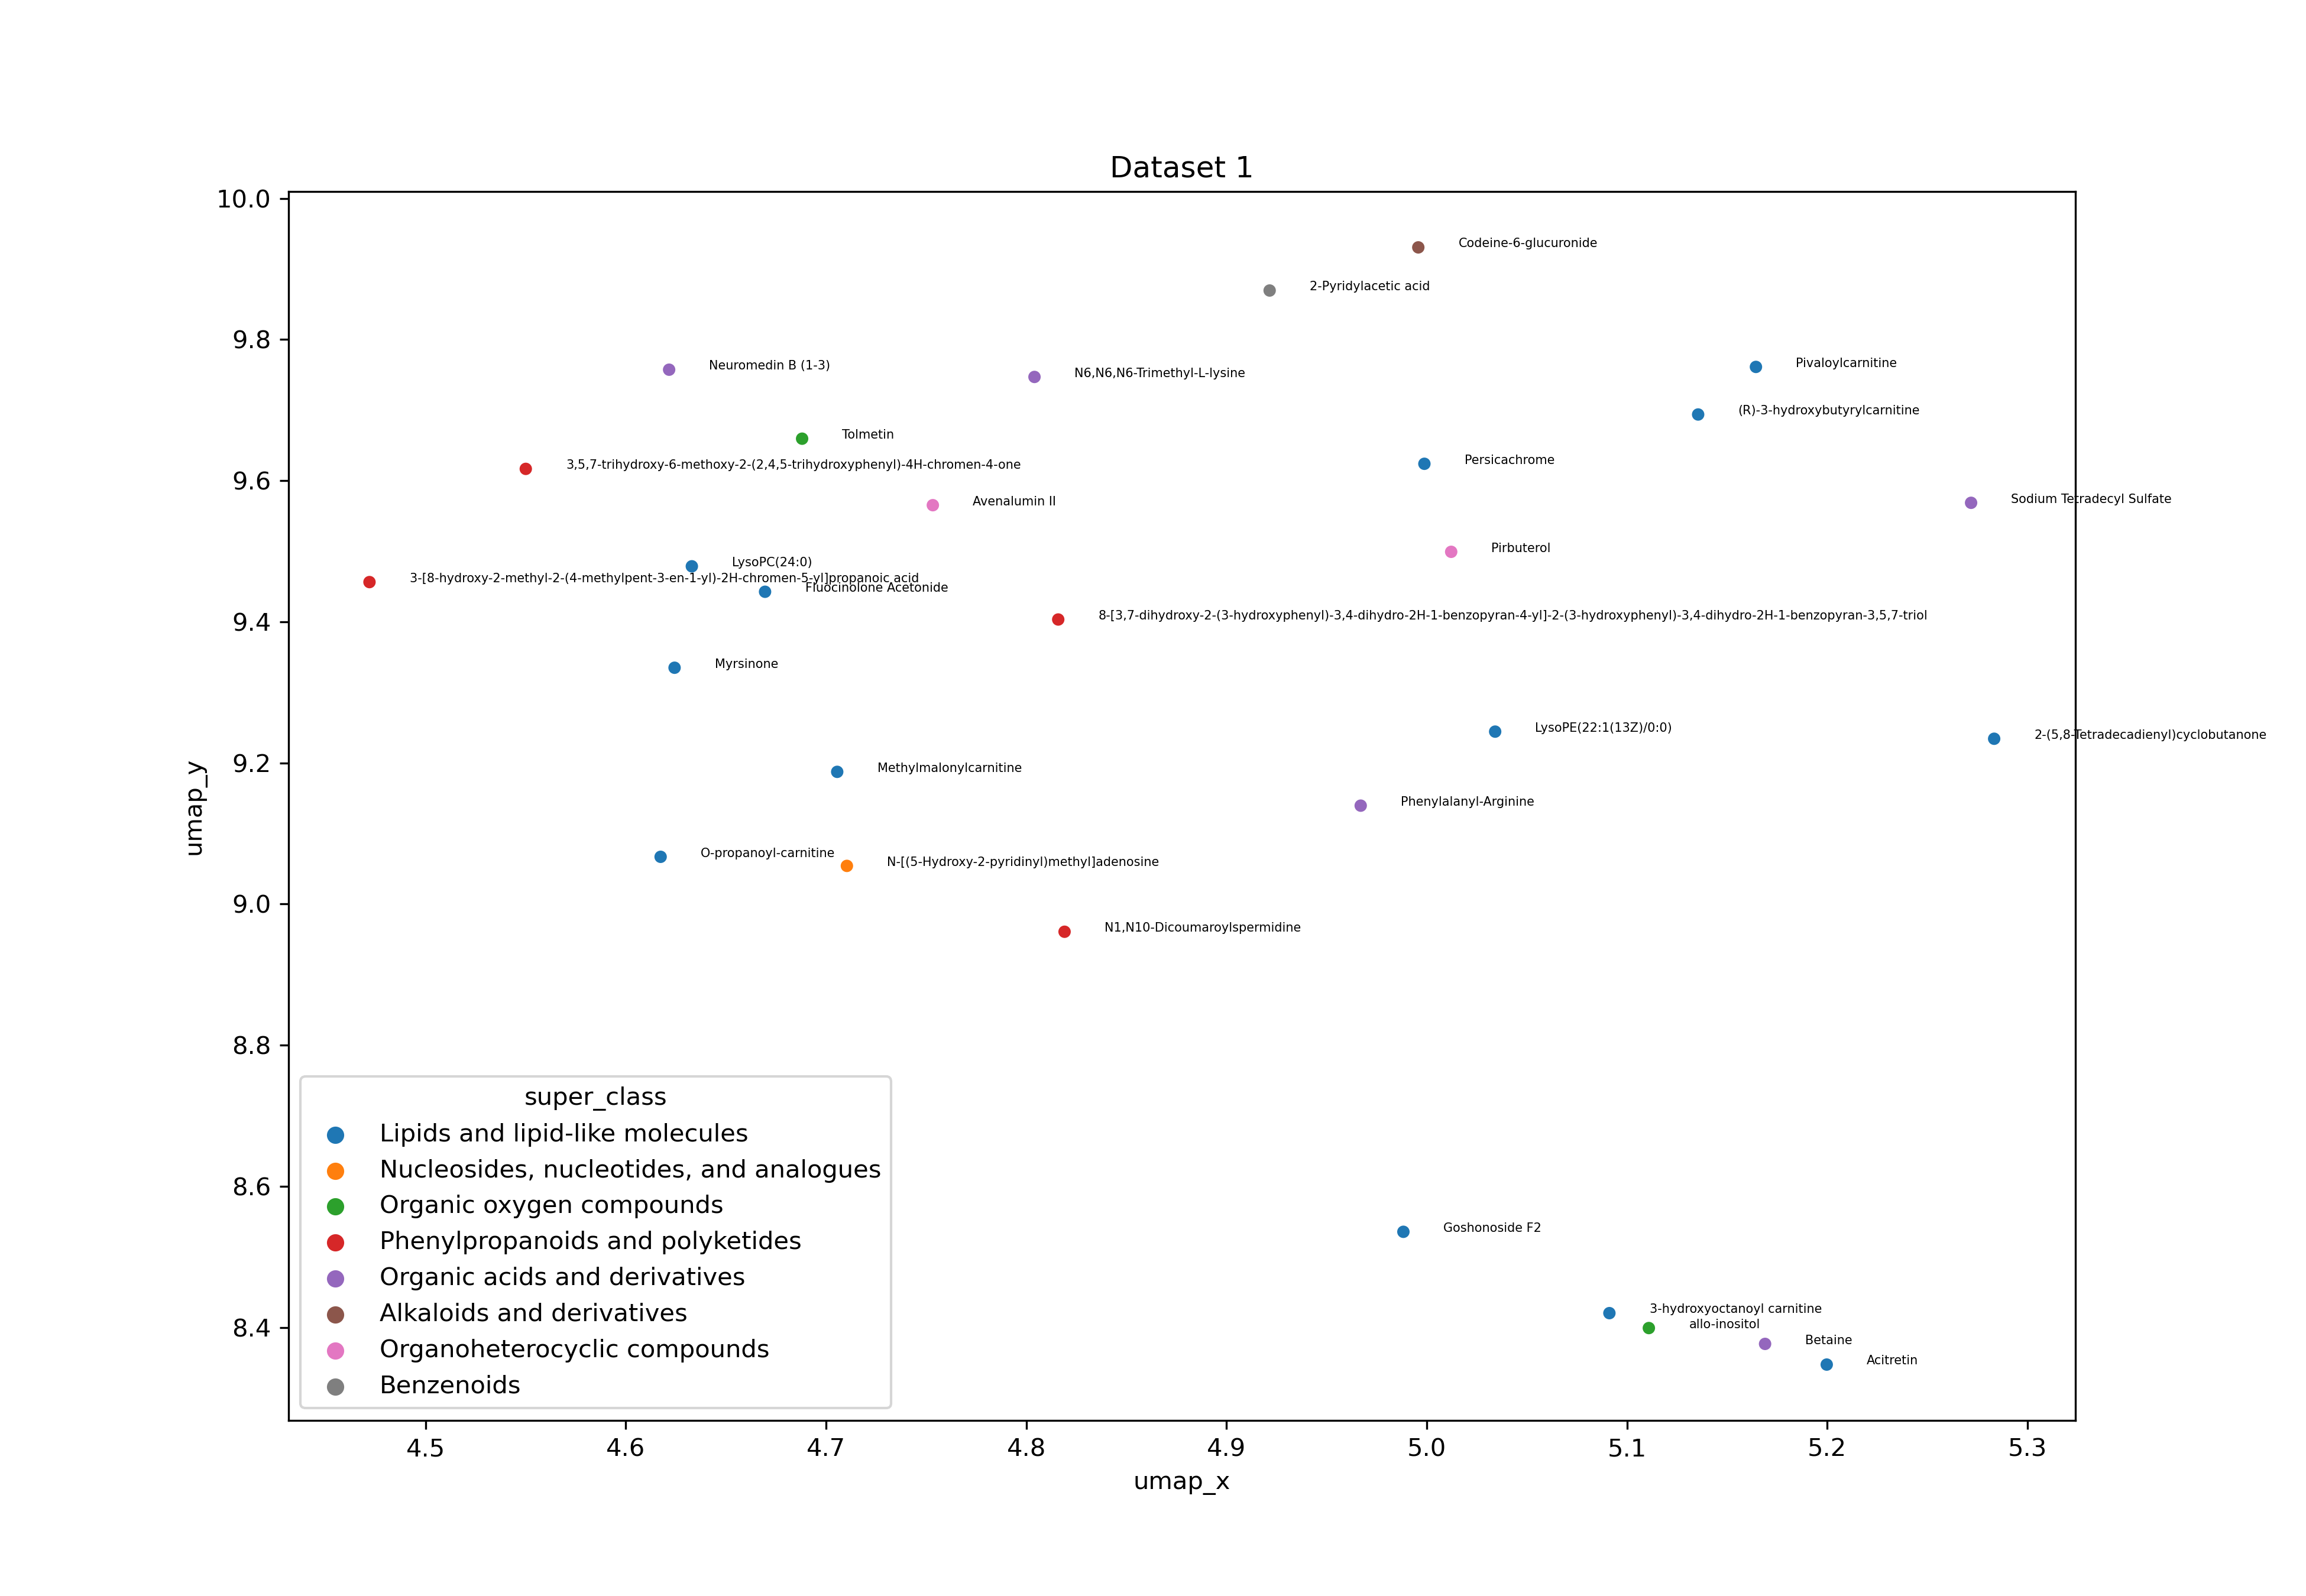 Dataset 1
10.0
9.8
9.6
9.4
9.2
9.0
8.8
8.6
8.4
umap_y
Codeine-6-glucuronide
2-Pyridylacetic acid
Neuromedin B (1-3)
N6,N6,N6-Trimethyl-L-lysine
Pivaloylcarnitine
(R)-3-hydroxybutyrylcarnitine
Tolmetin
3,5,7-trihydroxy-6-methoxy-2-(2,4,5-trihydroxyphenyl)-4H-chromen-4-one
Persicachrome
Avenalumin II
Sodium Tetradecyl Sulfate
Pirbuterol
LysoPC(24:0)
3-[8-hydroxy-2-methyl-2-(4-methylpent-3-en-1-yl)-2H-chromen-5-yl]propanoic acid
Fluocinolone Acetonide
8-[3,7-dihydroxy-2-(3-hydroxyphenyl)-3,4-dihydro-2H-1-benzopyran-4-yl]-2-(3-hydroxyphenyl)-3,4-dihydro-2H-1-benzopyran-3,5,7-triol
Myrsinone
LysoPE(22:1(13Z)/0:0)
2-(5,8-Tetradecadienyl)cyclobutanone
Methylmalonylcarnitine
Phenylalanyl-Arginine
O-propanoyl-carnitine
N-[(5-Hydroxy-2-pyridinyl)methyl]adenosine
N1,N10-Dicoumaroylspermidine
Goshonoside F2
3-hydroxyoctanoyl carnitine
allo-inositol
Betaine
Acitretin
super_class
Lipids and lipid-like molecules
Nucleosides, nucleotides, and analogues
Organic oxygen compounds
Phenylpropanoids and polyketides
Organic acids and derivatives
Alkaloids and derivatives
Organoheterocyclic compounds
Benzenoids
4.5 4.6 4.7 4.8 4.9 5.0 5.1 5.2 5.3
umap_x